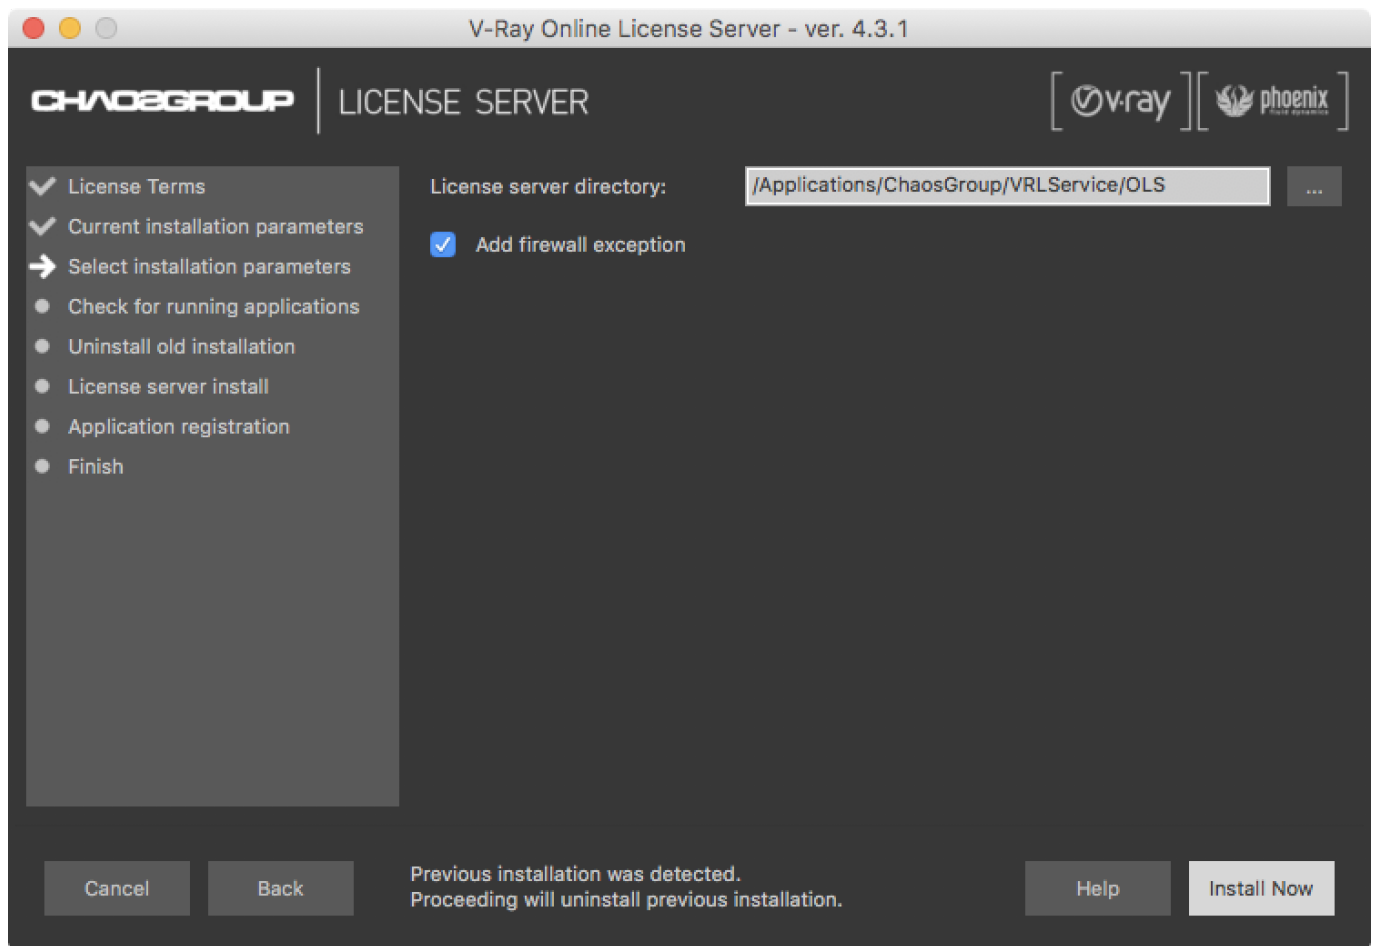 V-Ray Online License Server - ver. 4.3.1
CHAOSGROUP LICENSE SERVER
v·ray phoenix
fluid dynamics
License Terms
Current installation parameters
Select installation parameters
Check for running applications
Uninstall old installation
License server install
Application registration
Finish
License server directory: /Applications/ChaosGroup/VRLService/OLS ...
Add firewall exception
Cancel
Back
Previous installation was detected.
Proceeding will uninstall previous installation.
Help
Install Now